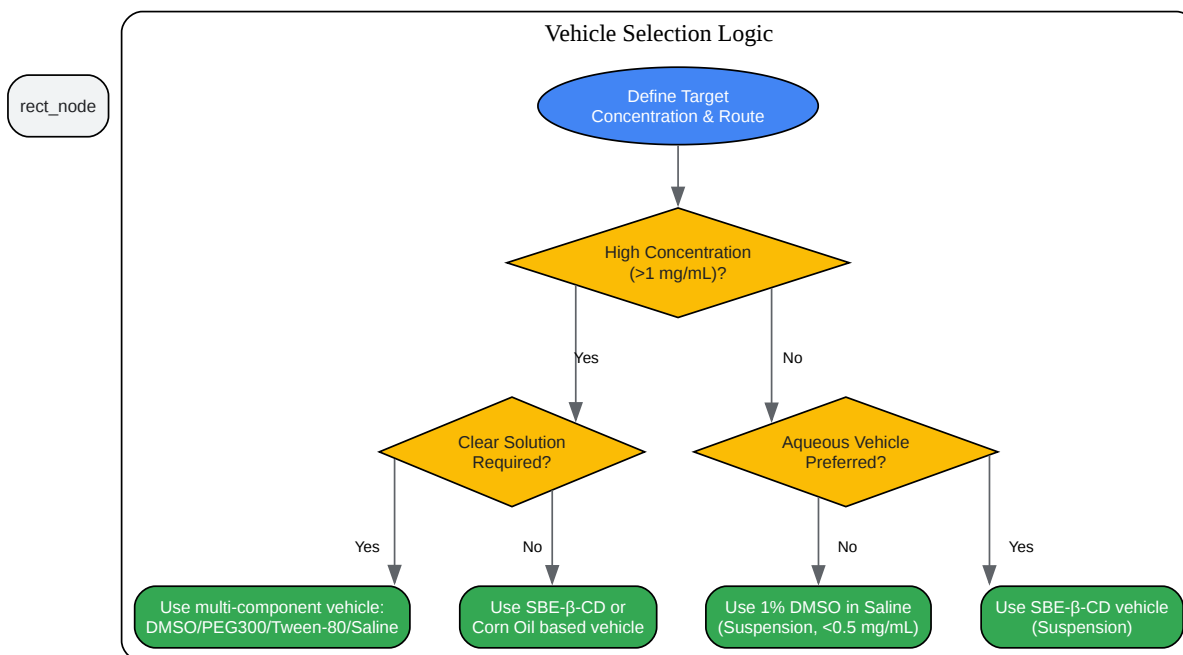 Vehicle Selection Logic
rect_node
Define Target
Concentration & Route
High Concentration
(>1 mg/mL)?
Yes
No
Clear Solution
Required?
Aqueous Vehicle
Preferred?
Yes
No
No
Yes
Use multi-component vehicle:
DMSO/PEG300/Tween-80/Saline
Use SBE-β-CD or
Corn Oil based vehicle
Use 1% DMSO in Saline
(Suspension, <0.5 mg/mL)
Use SBE-β-CD vehicle
(Suspension)